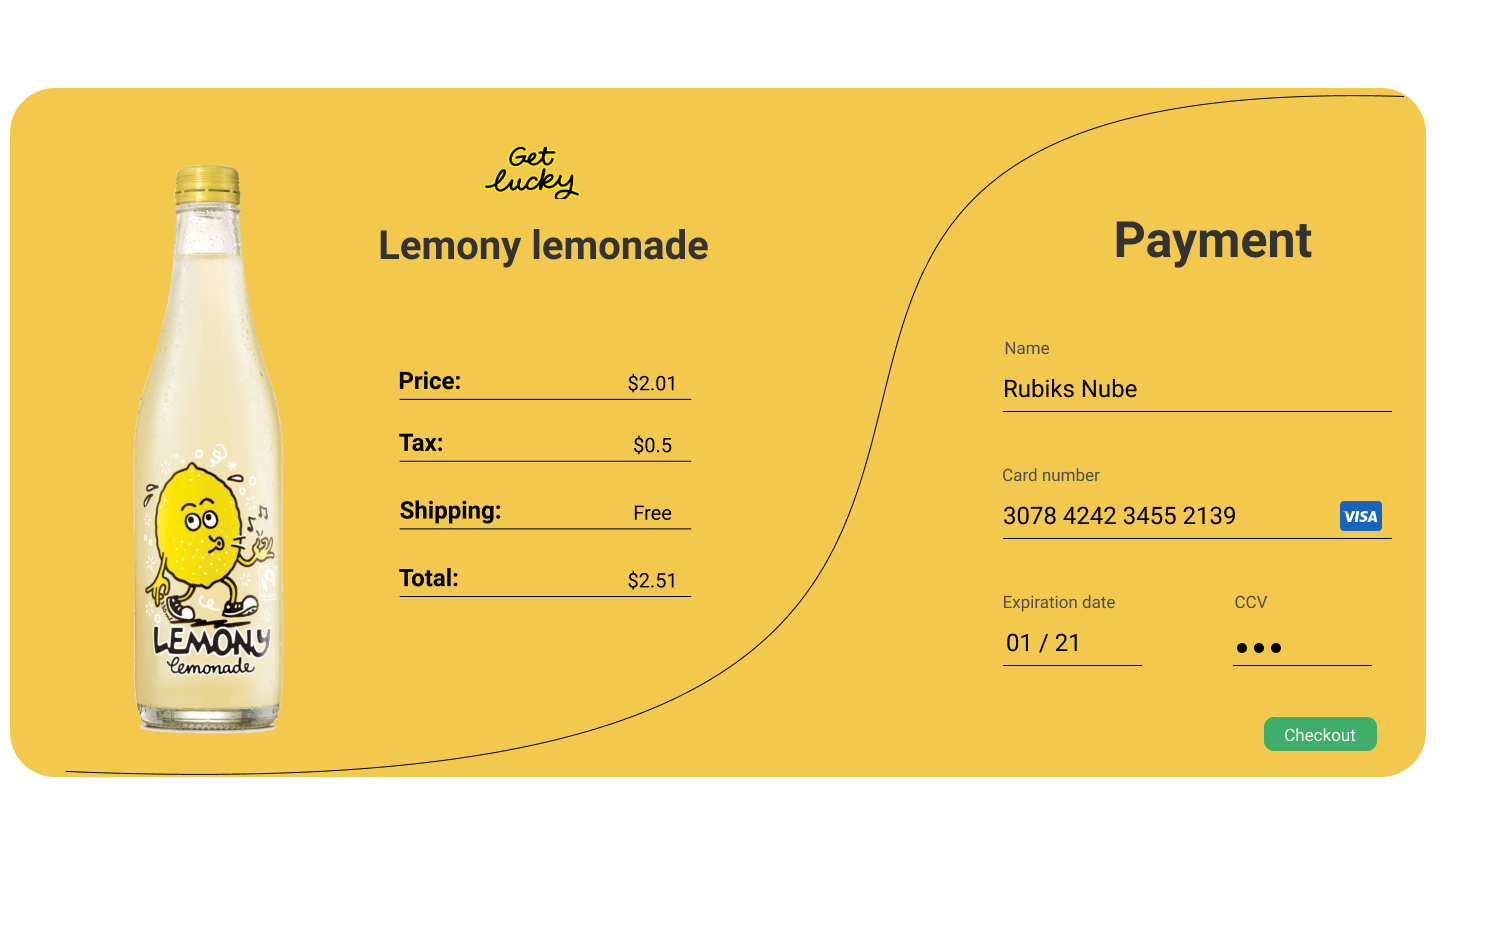 Get
lucky
Lemony lemonade
Price: $2.01
Tax: $0.5
Shipping: Free
Total: $2.51
LEMONY
lemonade
Payment
Name
Rubiks Nube
Card number
3078 4242 3455 2139 VISA
Expiration date CCV
01 / 21 •••
Checkout